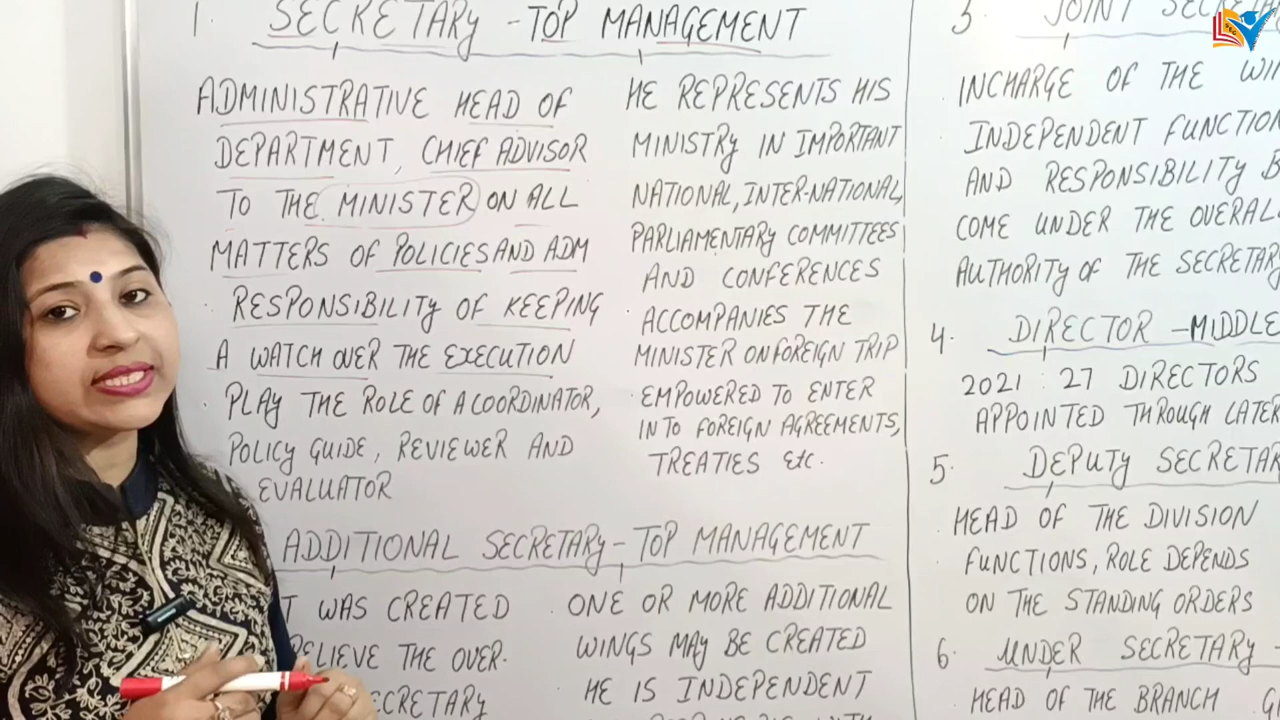 1. SECRETARY - TOP MANAGEMENT
ADMINISTRATIVE HEAD OF
DEPARTMENT, CHIEF ADVISOR
TO THE MINISTER ON ALL
MATTERS OF POLICIES AND ADM
RESPONSIBILITY OF KEEPING
A WATCH OVER THE EXECUTION
PLAY THE ROLE OF A COORDINATOR,
POLICY GUIDE, REVIEWER AND
EVALUATOR
HE REPRESENTS HIS
MINISTRY IN IMPORTANT
NATIONAL, INTER-NATIONAL,
PARLIAMENTARY COMMITTEES
AND CONFERENCES
ACCOMPANIES THE
MINISTER ON FOREIGN TRIP
EMPOWERED TO ENTER
INTO FOREIGN AGREEMENTS,
TREATIES Etc.
ADDITIONAL SECRETARY - TOP MANAGEMENT
T WAS CREATED
RELIEVE THE OVER-
ECRETARY
ONE OR MORE ADDITIONAL
WINGS MAY BE CREATED
HE IS INDEPENDENT
3. JOINT SECRE
INCHARGE OF THE WIN
INDEPENDENT FUNCTION
AND RESPONSIBILITY B
COME UNDER THE OVERAL
AUTHORITY OF THE SECRETARY
4. DIRECTOR - MIDDLE
2021 : 27 DIRECTORS
APPOINTED THROUGH LATER
5. DEPUTY SECRETAR
HEAD OF THE DIVISION
FUNCTIONS, ROLE DEPENDS
ON THE STANDING ORDERS
6. UNDER SECRETARY -
HEAD OF THE BRANCH